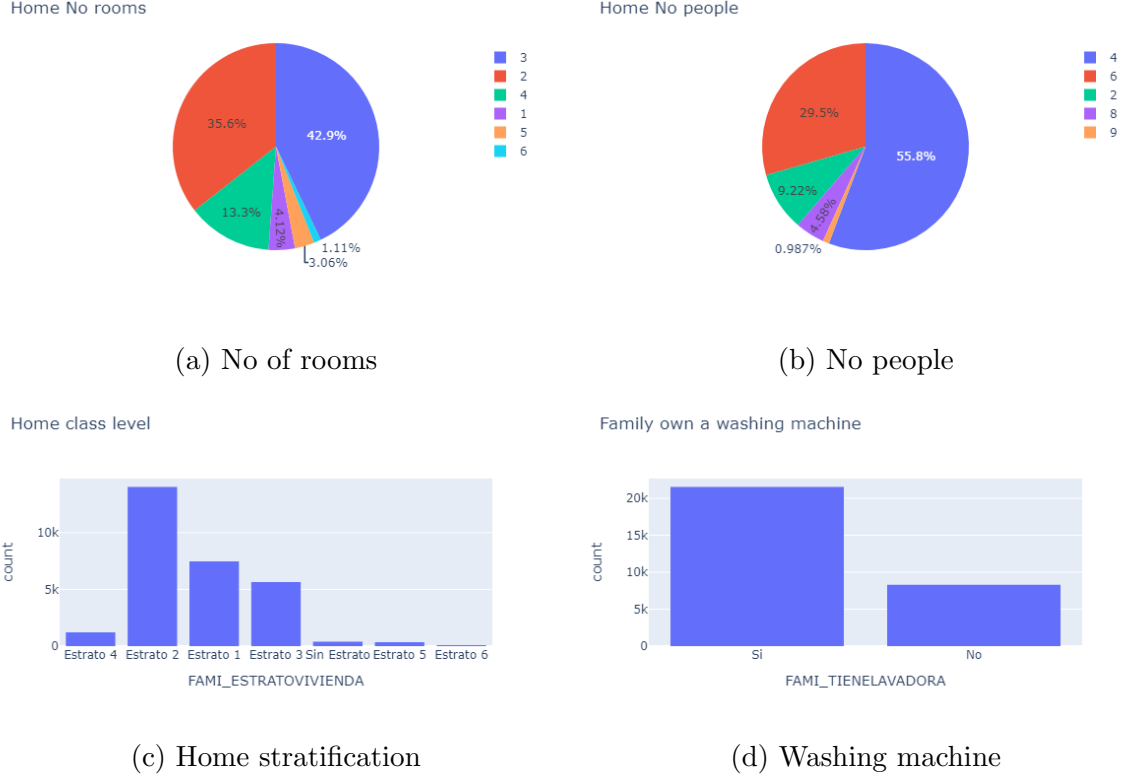 Home No rooms
3
2
4
1
5
6
42.9%
35.6%
13.3%
4.12%
3.06%
1.11%
(a) No of rooms
Home No people
4
6
2
8
9
55.8%
29.5%
9.22%
4.58%
0.987%
(b) No people
Home class level
count
10k
5k
0
Estrato 4 Estrato 2 Estrato 1 Estrato 3 Sin Estrato Estrato 5 Estrato 6
FAMI_ESTRATOVIVIENDA
(c) Home stratification
Family own a washing machine
count
20k
15k
10k
5k
0
Si No
FAMI_TIENELAVADORA
(d) Washing machine